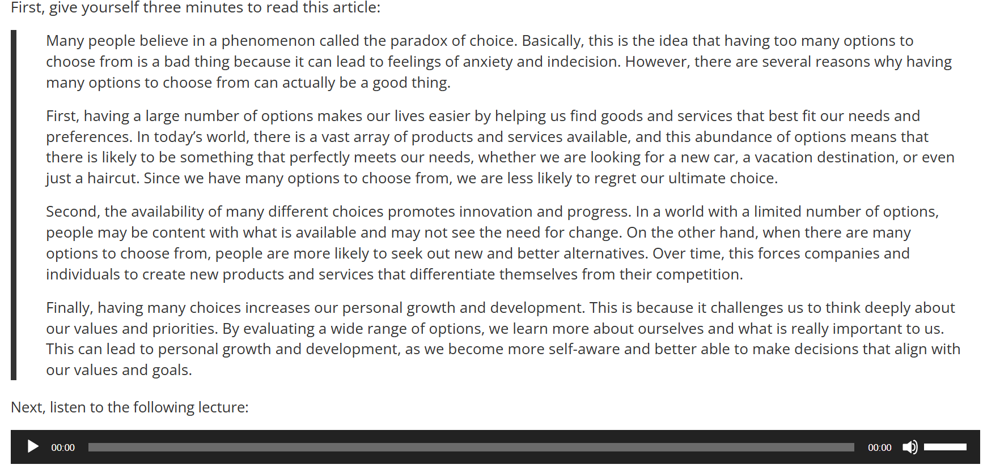 First, give yourself three minutes to read this article:
Many people believe in a phenomenon called the paradox of choice. Basically, this is the idea that having too many options to
choose from is a bad thing because it can lead to feelings of anxiety and indecision. However, there are several reasons why having
many options to choose from can actually be a good thing.
First, having a large number of options makes our lives easier by helping us find goods and services that best fit our needs and
preferences. In today’s world, there is a vast array of products and services available, and this abundance of options means that
there is likely to be something that perfectly meets our needs, whether we are looking for a new car, a vacation destination, or even
just a haircut. Since we have many options to choose from, we are less likely to regret our ultimate choice.
Second, the availability of many different choices promotes innovation and progress. In a world with a limited number of options,
people may be content with what is available and may not see the need for change. On the other hand, when there are many
options to choose from, people are more likely to seek out new and better alternatives. Over time, this forces companies and
individuals to create new products and services that differentiate themselves from their competition.
Finally, having many choices increases our personal growth and development. This is because it challenges us to think deeply about
our values and priorities. By evaluating a wide range of options, we learn more about ourselves and what is really important to us.
This can lead to personal growth and development, as we become more self-aware and better able to make decisions that align with
our values and goals.
Next, listen to the following lecture:
00:00 00:00